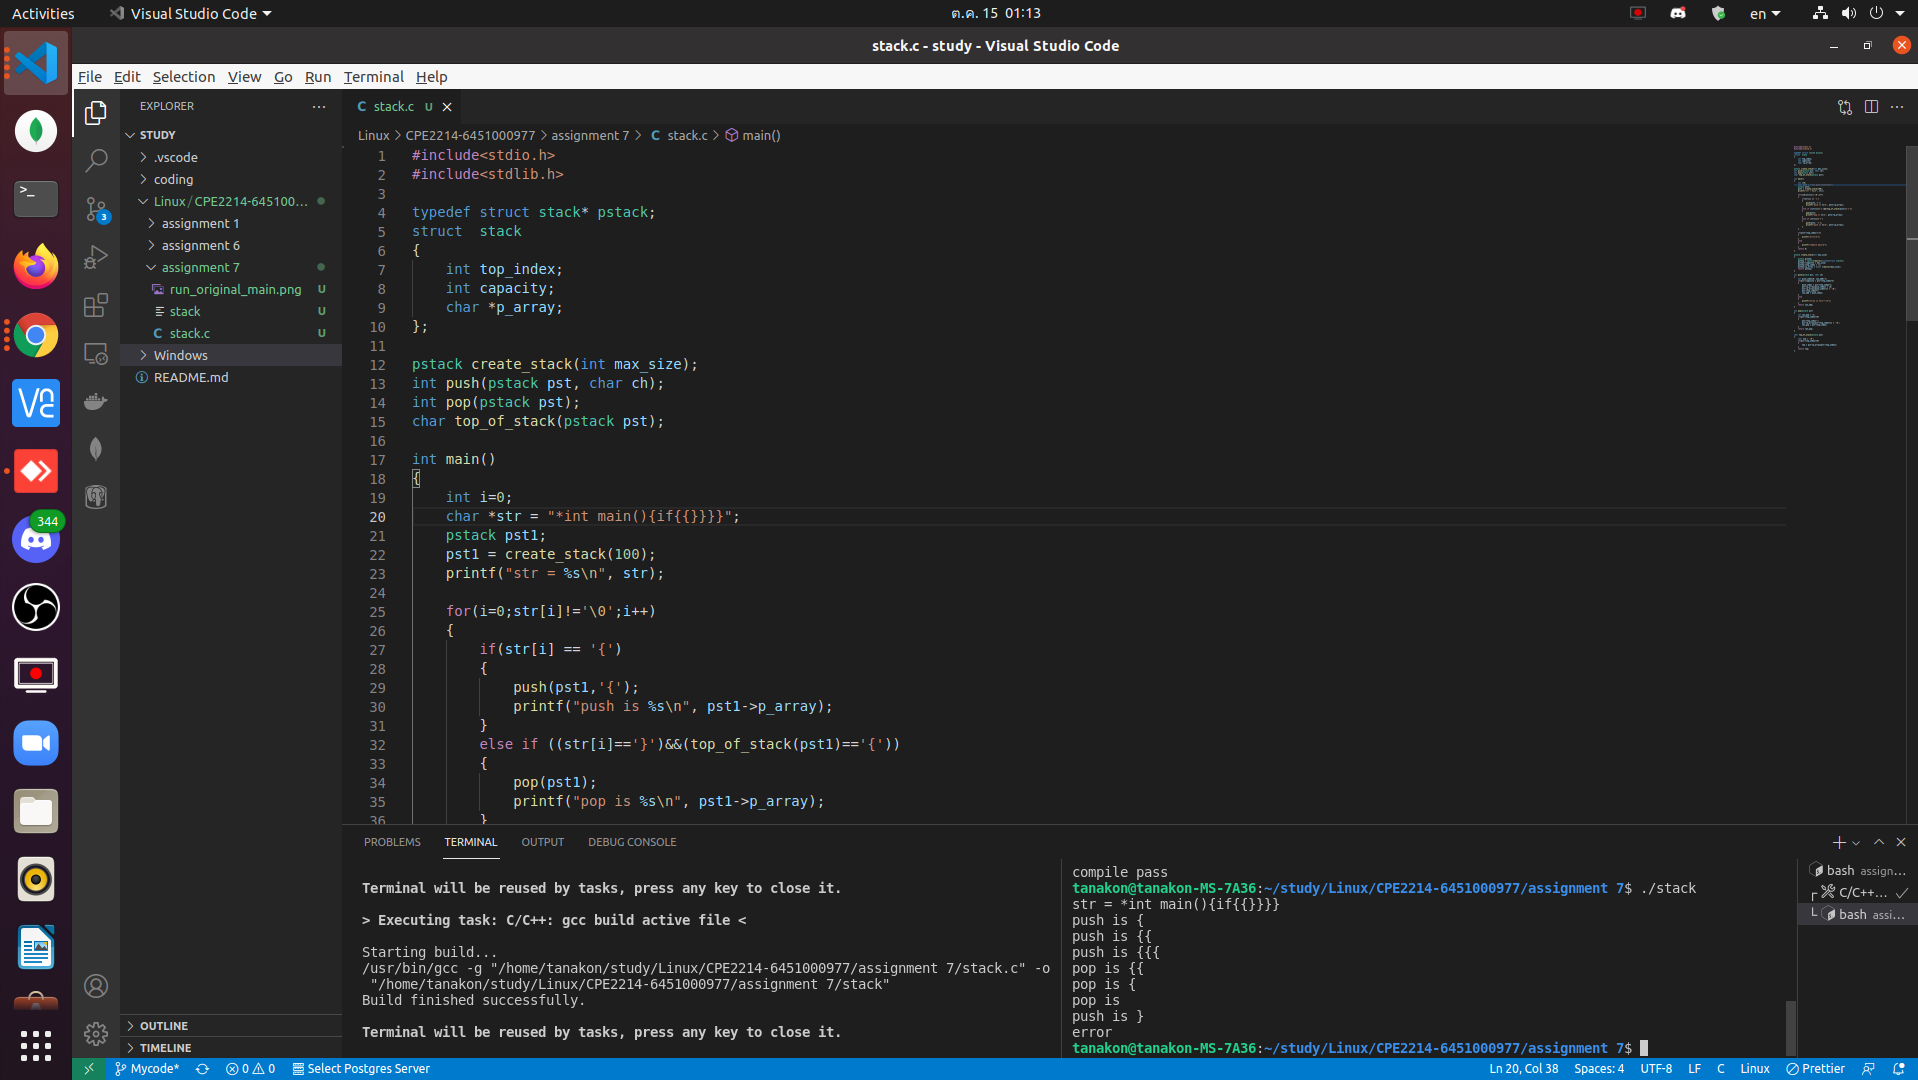 Activities
Visual Studio Code
ต.ค. 15 01:13
en
stack.c - study - Visual Studio Code
File Edit Selection View Go Run Terminal Help
344
3
EXPLORER
STUDY
.vscode
coding
Linux/CPE2214-645100...
assignment 1
assignment 6
assignment 7
run_original_main.png U
stack U
C stack.c U
Windows
README.md
OUTLINE
TIMELINE
C stack.c U
Linux > CPE2214-6451000977 > assignment 7 > C stack.c > main()
1 #include<stdio.h>
2 #include<stdlib.h>
3
4 typedef struct stack* pstack;
5 struct  stack
6 {
7     int top_index;
8     int capacity;
9     char *p_array;
10 };
11
12 pstack create_stack(int max_size);
13 int push(pstack pst, char ch);
14 int pop(pstack pst);
15 char top_of_stack(pstack pst);
16
17 int main()
18 {
19     int i=0;
20     char *str = "*int main(){if{{}}}}";
21     pstack pst1;
22     pst1 = create_stack(100);
23     printf("str = %s\n", str);
24
25     for(i=0;str[i]!='\0';i++)
26     {
27         if(str[i] == '{')
28         {
29             push(pst1,'{');
30             printf("push is %s\n", pst1->p_array);
31         }
32         else if ((str[i]=='}')&&(top_of_stack(pst1)=='{'))
33         {
34             pop(pst1);
35             printf("pop is %s\n", pst1->p_array);
36         }
PROBLEMS TERMINAL OUTPUT DEBUG CONSOLE
Terminal will be reused by tasks, press any key to close it.
> Executing task: C/C++: gcc build active file <
Starting build...
/usr/bin/gcc -g "/home/tanakon/study/Linux/CPE2214-6451000977/assignment 7/stack.c" -o
"/home/tanakon/study/Linux/CPE2214-6451000977/assignment 7/stack"
Build finished successfully.
Terminal will be reused by tasks, press any key to close it.
compile pass
tanakon@tanakon-MS-7A36:~/study/Linux/CPE2214-6451000977/assignment 7$ ./stack
str = *int main(){if{{}}}}
push is {
push is {{
push is {{{
pop is {{
pop is {
pop is
push is }
error
tanakon@tanakon-MS-7A36:~/study/Linux/CPE2214-6451000977/assignment 7$
bash assign...
C/C++...
bash assi...
Mycode* 0 0 Select Postgres Server
Ln 20, Col 38 Spaces: 4 UTF-8 LF C Linux Prettier